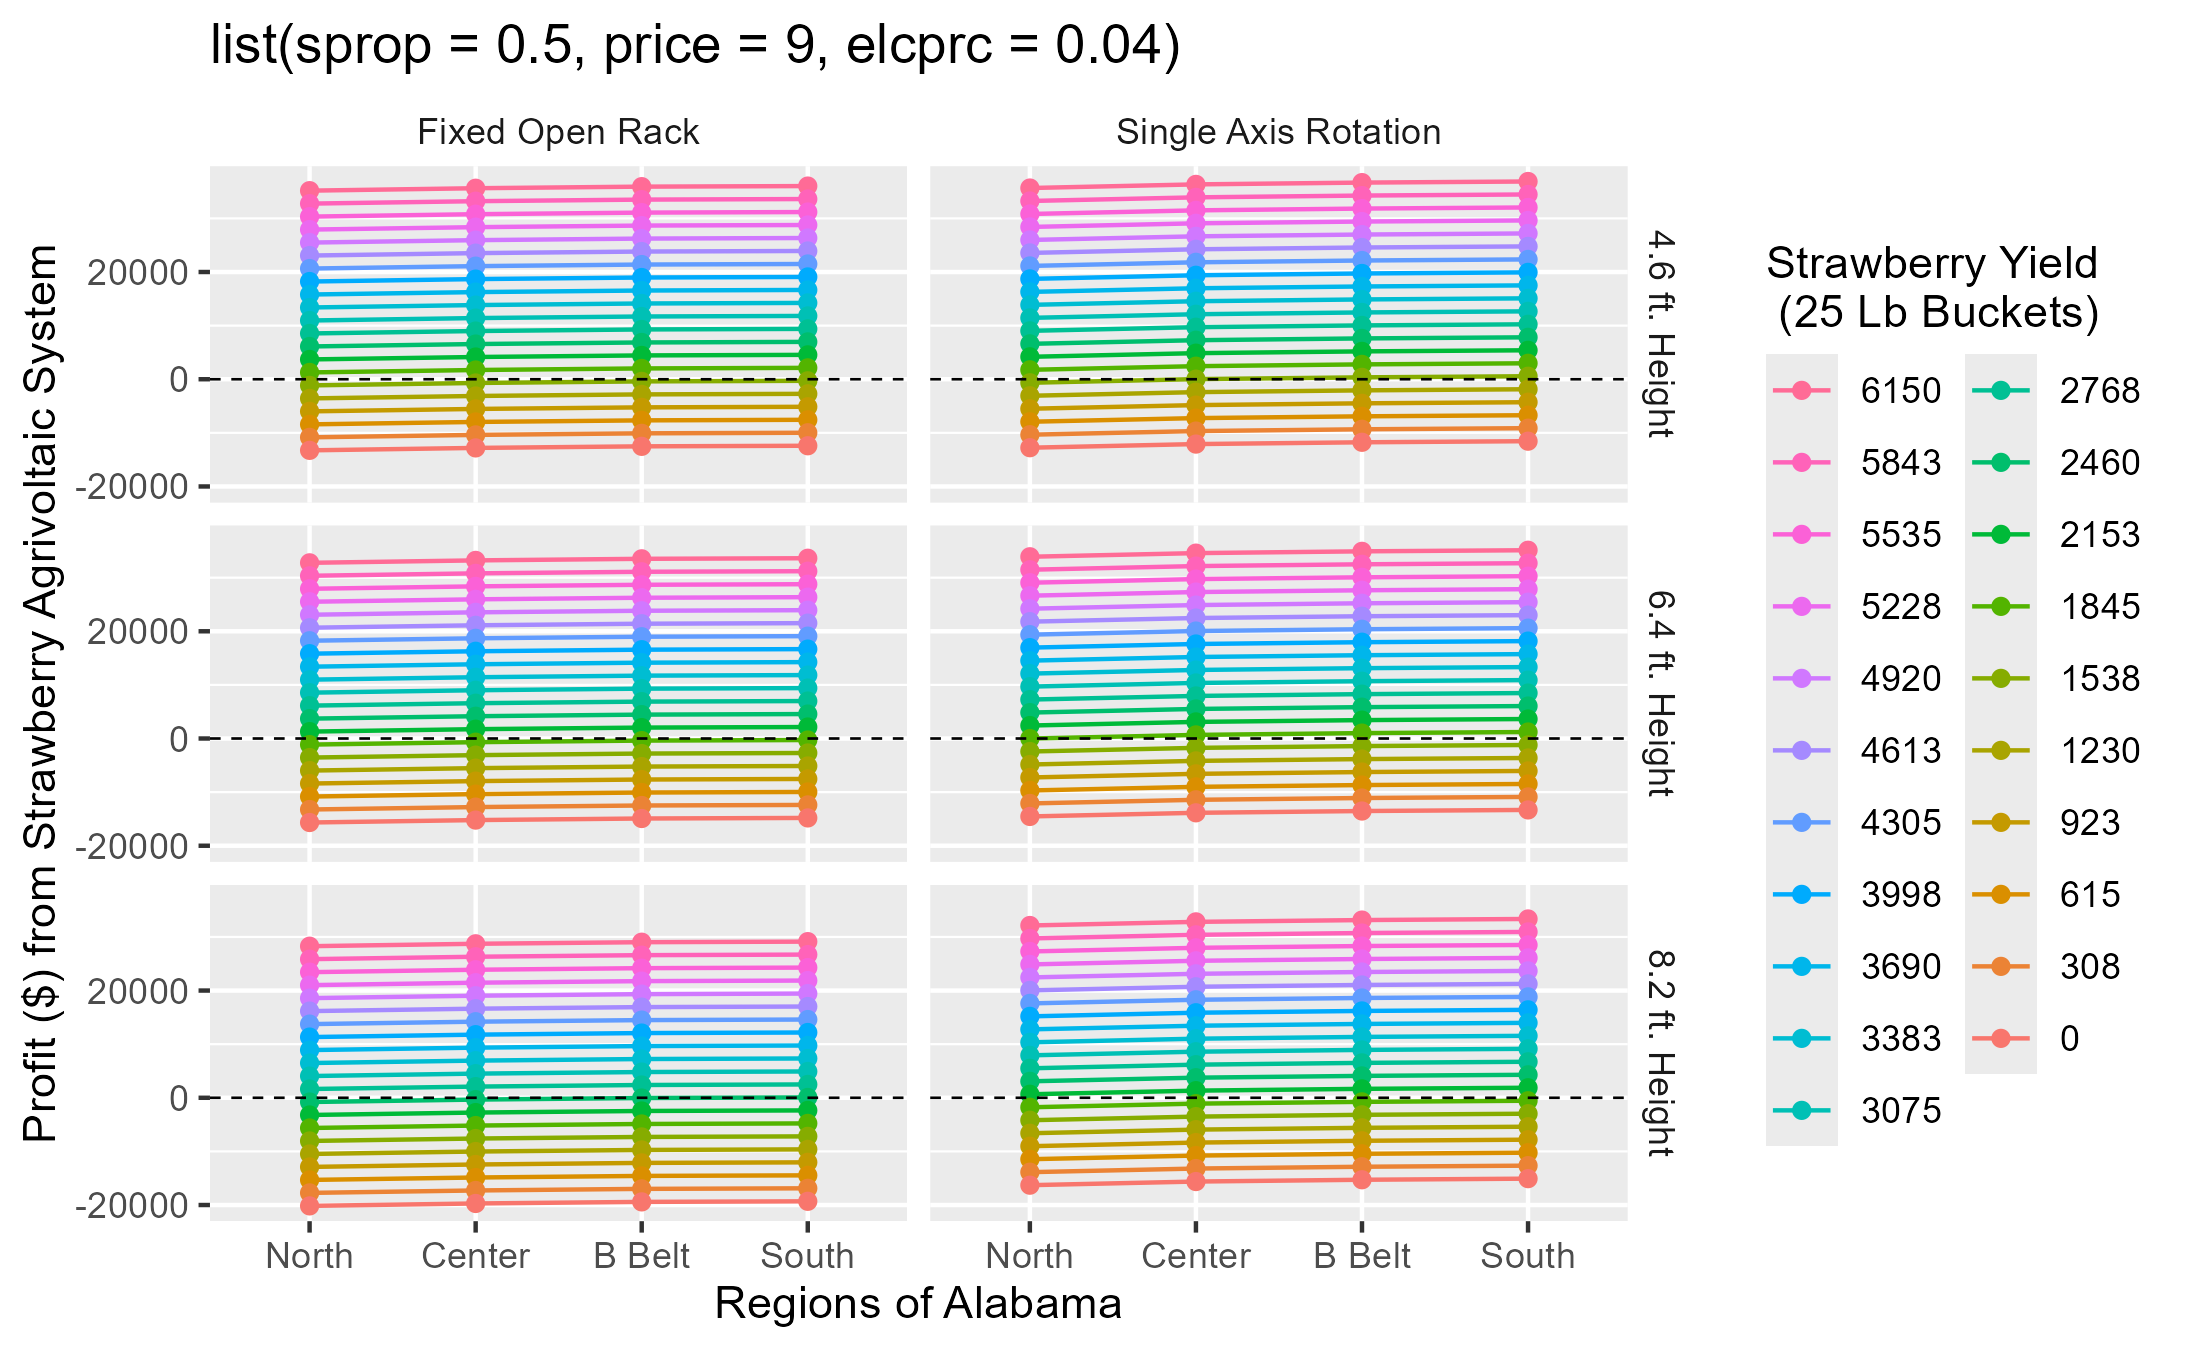 list(sprop = 0.5, price = 9, elcprc = 0.04)
Fixed Open Rack
Single Axis Rotation
Profit ($) from Strawberry Agrivoltaic System
20000
0
-20000
4.6 ft. Height
20000
0
-20000
6.4 ft. Height
20000
0
-20000
8.2 ft. Height
North Center B Belt South
North Center B Belt South
Regions of Alabama
Strawberry Yield
(25 Lb Buckets)
6150
5843
5535
5228
4920
4613
4305
3998
3690
3383
3075
2768
2460
2153
1845
1538
1230
923
615
308
0